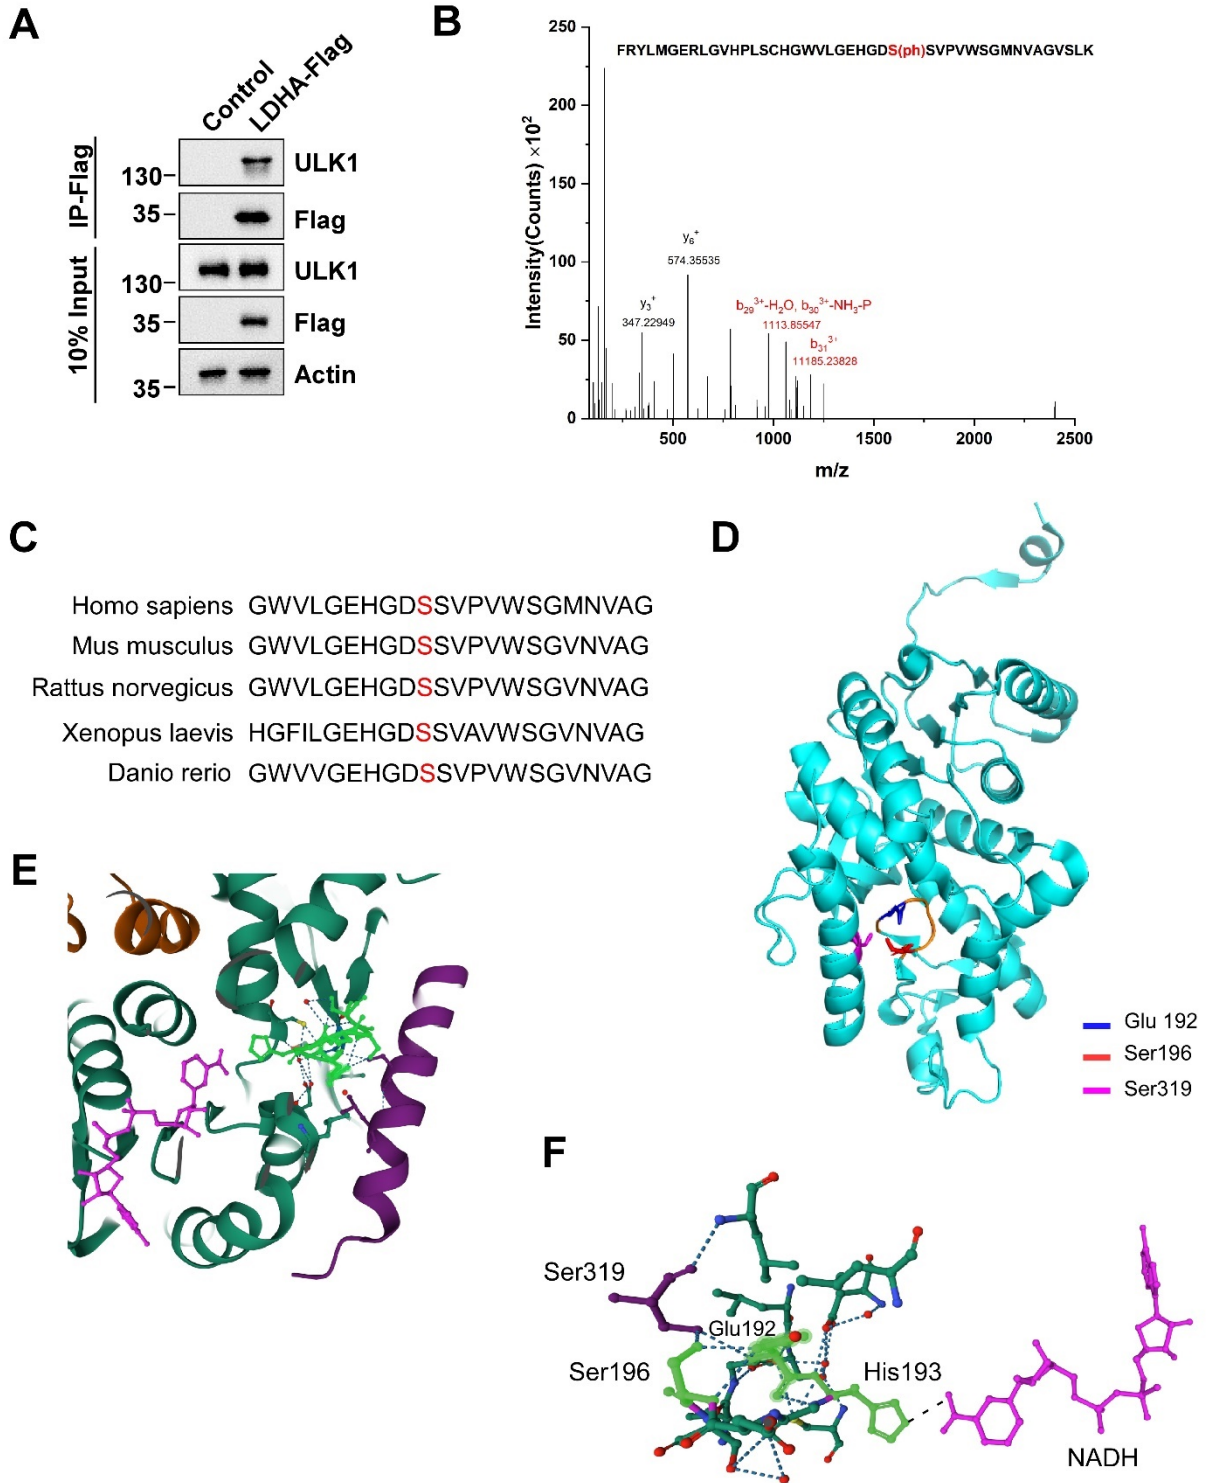 A
Control
LDHA-Flag
IP-Flag
130
ULK1
35
Flag
10% Input
130
ULK1
35
Flag
35
Actin
B
FRYLMGERLGVHPLSCHGWVLGEHGDS(ph)SVPVWSGMNVAGVSLK
Intensity(Counts) ×10²
250
200
150
100
50
0
y₆⁺
574.35535
y₃⁺
347.22949
b₂₉³⁺-H₂O, b₃₀³⁺-NH₃-P
1113.85547
b₃₁³⁺
11185.23828
500
1000
1500
2000
2500
m/z
C
Homo sapiens GWVLGEHGDSSVPVWSGMNVAG
Mus musculus GWVLGEHGDSSVPVWSGVNVAG
Rattus norvegicus GWVLGEHGDSSVPVWSGVNVAG
Xenopus laevis HGFILGEHGDSSVAVWSGVNVAG
Danio rerio GWVVGEHGDSSVPVWSGVNVAG
D
Glu 192
Ser196
Ser319
E
F
Ser319
Glu192
Ser196
His193
NADH